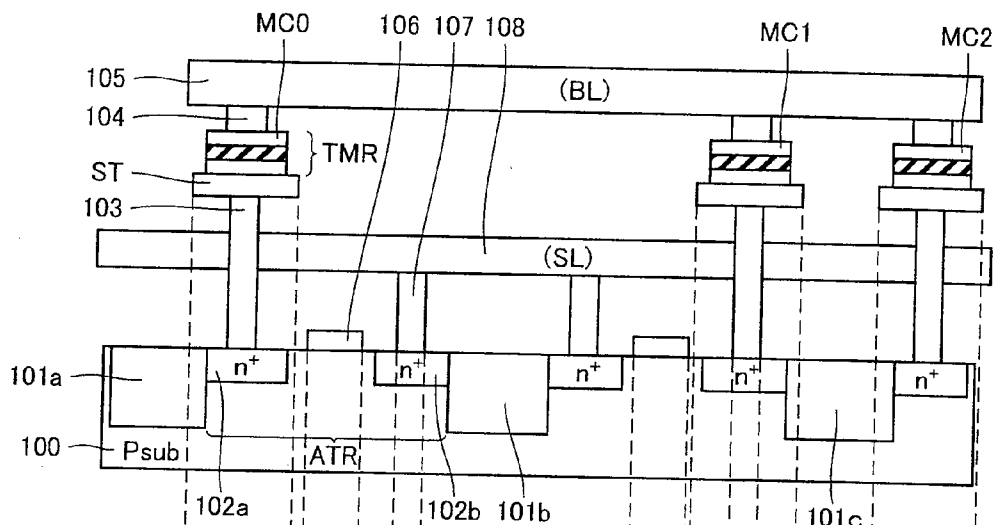 MC0 106 107 108 MC1 MC2
105 (BL)
104
TMR
ST
103
(SL)
101a n+ n+ n+ n+ n+
100 Psub ATR
102a 102b 101b 101c